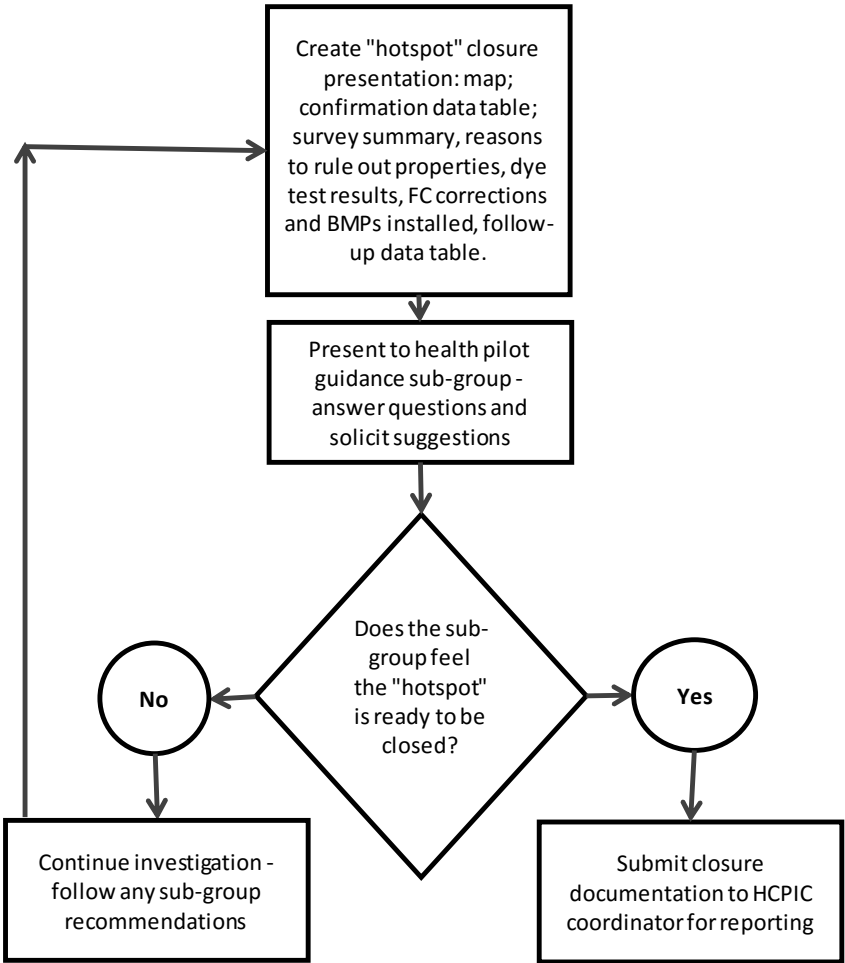 Create "hotspot" closure
presentation: map;
confirmation data table;
survey summary, reasons
to rule out properties, dye
test results, FC corrections
and BMPs installed, follow-
up data table.
Present to health pilot
guidance sub-group -
answer questions and
solicit suggestions
Does the sub-
group feel
the "hotspot"
is ready to be
closed?
No
Yes
Continue investigation -
follow any sub-group
recommendations
Submit closure
documentation to HCPIC
coordinator for reporting